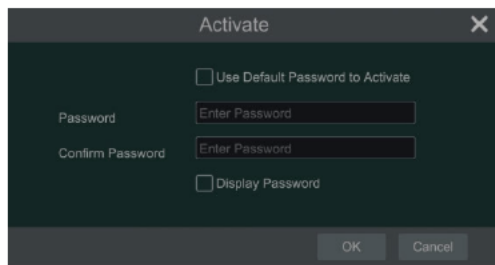 Activate
Use Default Password to Activate
Password
Enter Password
Confirm Password
Enter Password
Display Password
OK
Cancel